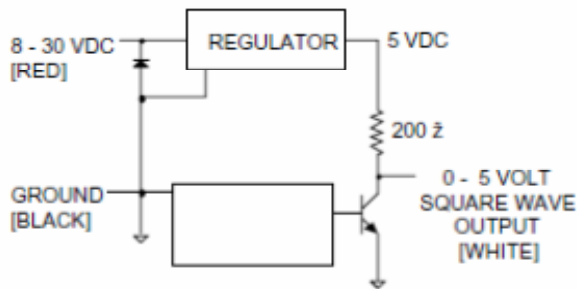 8 - 30 VDC
[RED]
REGULATOR
5 VDC
200 ž
GROUND
[BLACK]
0 - 5 VOLT
SQUARE WAVE
OUTPUT
[WHITE]